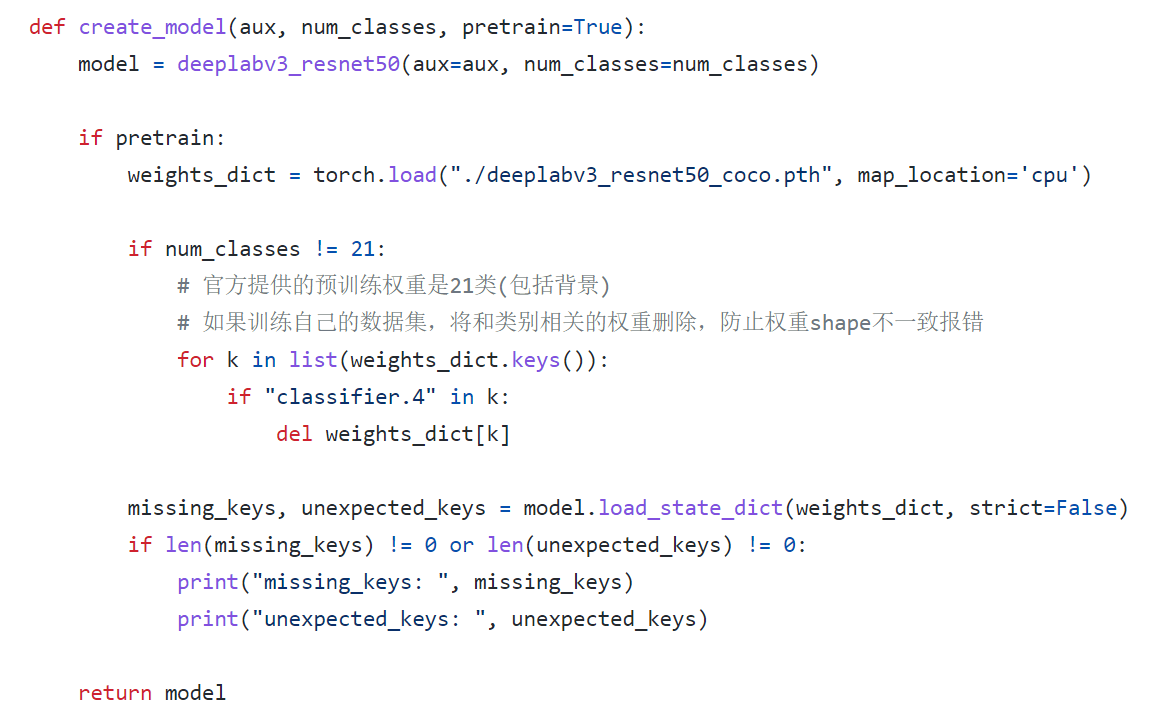 def create_model(aux, num_classes, pretrain=True):
    model = deeplabv3_resnet50(aux=aux, num_classes=num_classes)

    if pretrain:
        weights_dict = torch.load("./deeplabv3_resnet50_coco.pth", map_location='cpu')

        if num_classes != 21:
            # 官方提供的预训练权重是21类(包括背景)
            # 如果训练自己的数据集，将和类别相关的权重删除，防止权重shape不一致报错
            for k in list(weights_dict.keys()):
                if "classifier.4" in k:
                    del weights_dict[k]

        missing_keys, unexpected_keys = model.load_state_dict(weights_dict, strict=False)
        if len(missing_keys) != 0 or len(unexpected_keys) != 0:
            print("missing_keys: ", missing_keys)
            print("unexpected_keys: ", unexpected_keys)

    return model